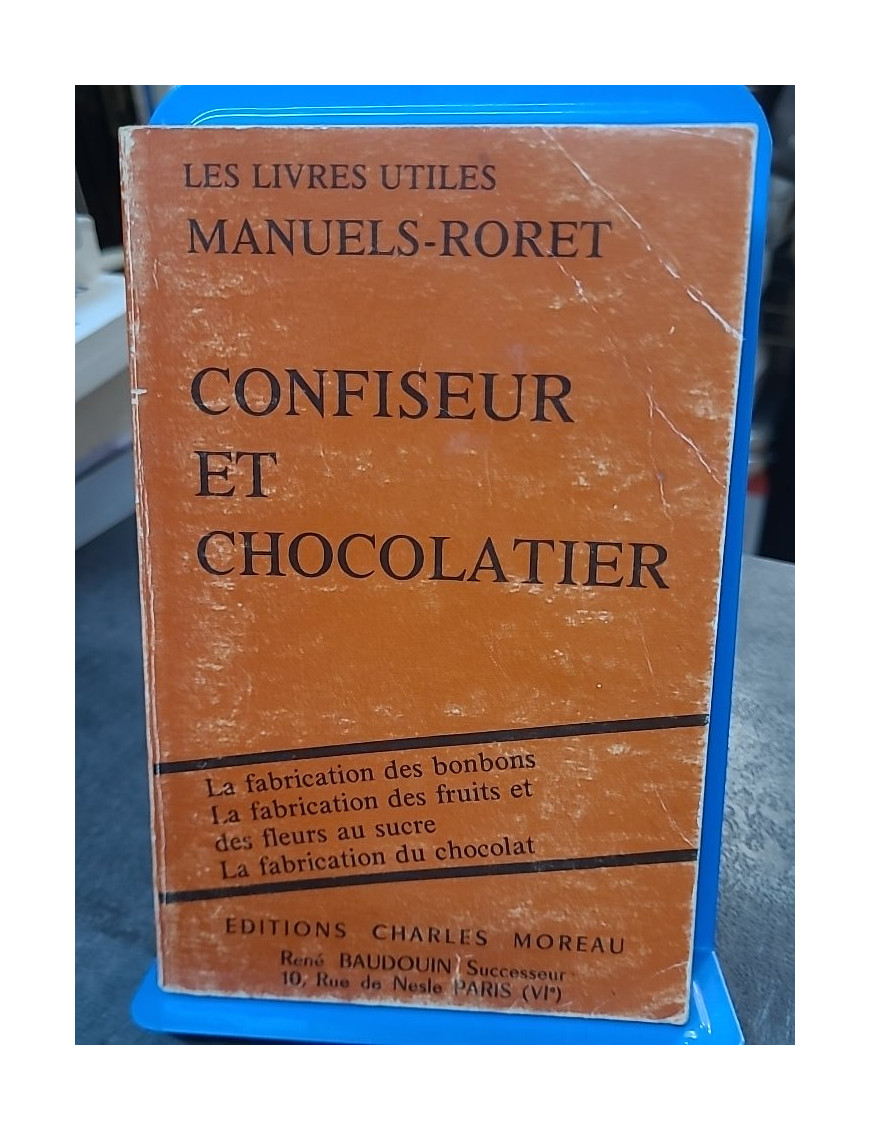 LES LIVRES UTILES
MANUELS-RORET
CONFISEUR
ET
CHOCOLATIER
La fabrication des bonbons
La fabrication des fruits et
des fleurs au sucre
La fabrication du chocolat
EDITIONS CHARLES MOREAU
René BAUDOUIN Successeur
10, Rue de Nesle PARIS (VIe)